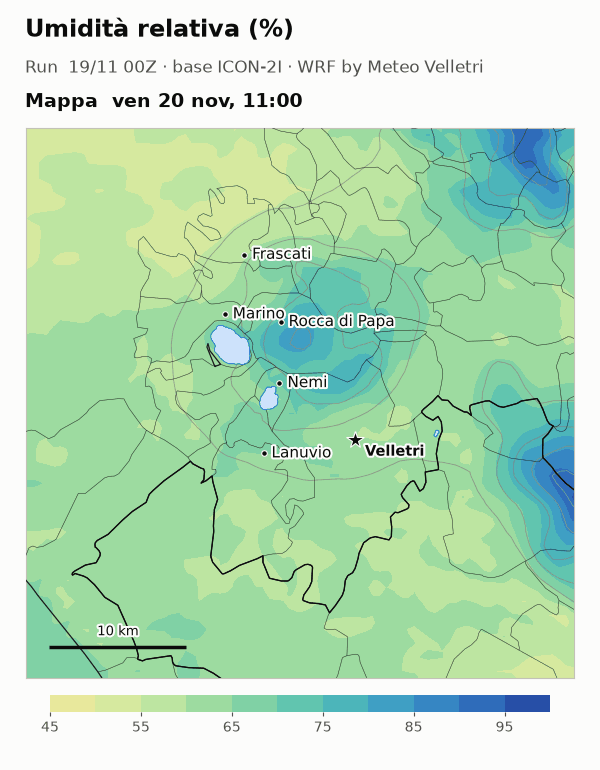 Umidità relativa (%)
Run  19/11 00Z · base ICON-2I · WRF by Meteo Velletri
Mappa  ven 20 nov, 11:00
Frascati
Marino
Rocca di Papa
Nemi
Velletri
Lanuvio
10 km
45 55 65 75 85 95